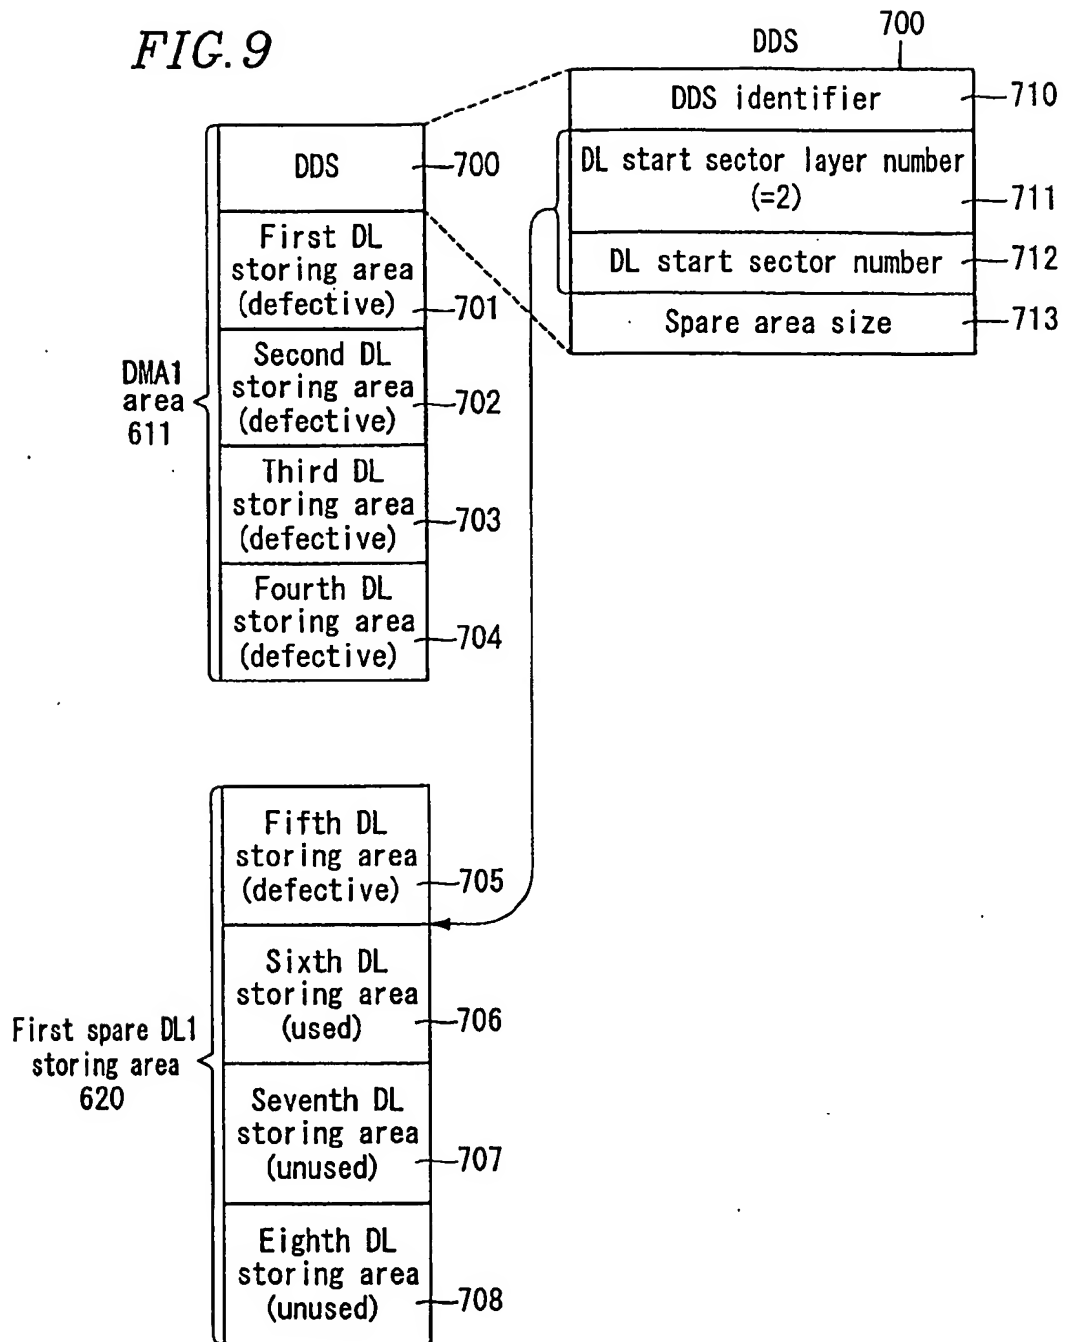 FIG.9
DDS
700
DDS identifier
710
DL start sector layer number
(=2)
711
DL start sector number
712
Spare area size
713
DDS
700
First DL
storing area
(defective)
701
Second DL
storing area
(defective)
702
Third DL
storing area
(defective)
703
Fourth DL
storing area
(defective)
704
DMA1
area
611
Fifth DL
storing area
(defective)
705
Sixth DL
storing area
(used)
706
Seventh DL
storing area
(unused)
707
Eighth DL
storing area
(unused)
708
First spare DL1
storing area
620